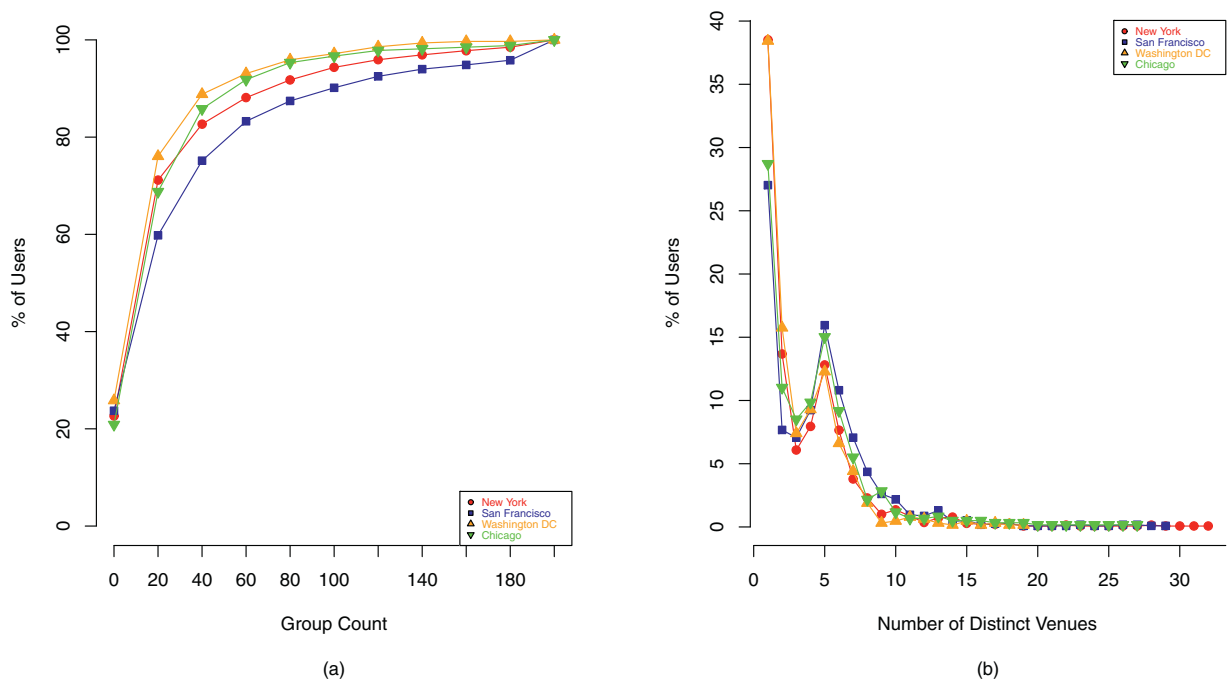 % of Users
100
80
60
40
20
0
New York
San Francisco
Washington DC
Chicago
0 20 40 60 80 100 140 180
Group Count
(a)
% of Users
40
35
30
25
20
15
10
5
0
New York
San Francisco
Washington DC
Chicago
0 5 10 15 20 25 30
Number of Distinct Venues
(b)